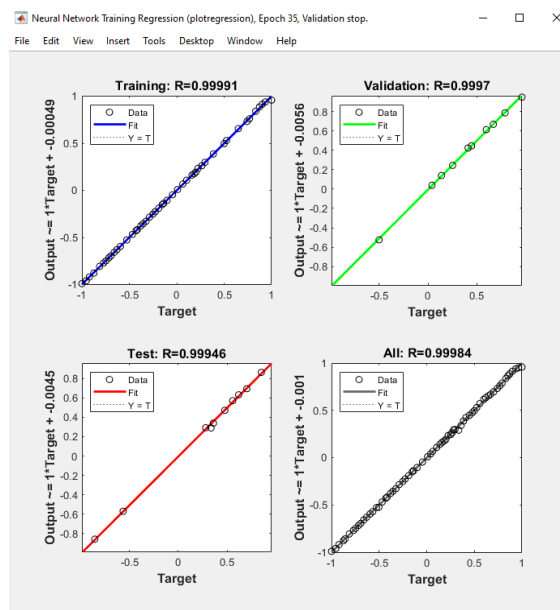 Neural Network Training Regression (plotregression), Epoch 35, Validation stop.
File Edit View Insert Tools Desktop Window Help
Training: R=0.99991
Output ~= 1*Target + -0.00049
1
0.5
0
-0.5
-1
Data
Fit
Y = T
-1 -0.5 0 0.5 1
Target
Validation: R=0.9997
Output ~= 1*Target + -0.0056
0.8
0.6
0.4
0.2
0
-0.2
-0.4
-0.6
-0.8
Data
Fit
Y = T
-0.5 0 0.5
Target
Test: R=0.99946
Output ~= 1*Target + -0.0045
0.8
0.6
0.4
0.2
0
-0.2
-0.4
-0.6
-0.8
Data
Fit
Y = T
-0.5 0 0.5
Target
All: R=0.99984
Output ~= 1*Target + -0.001
1
0.5
0
-0.5
-1
Data
Fit
Y = T
-1 -0.5 0 0.5 1
Target